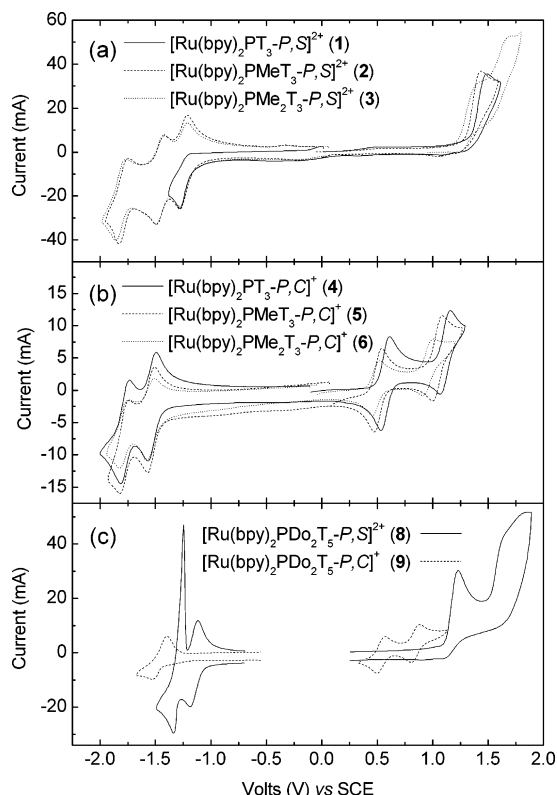 (a)
[Ru(bpy)₂PT₃-P,S]²⁺ (1)
[Ru(bpy)₂PMeT₃-P,S]²⁺ (2)
[Ru(bpy)₂PMe₂T₃-P,S]²⁺ (3)
60
40
20
0
-20
-40
Current (mA)
(b)
[Ru(bpy)₂PT₃-P,C]⁺ (4)
[Ru(bpy)₂PMeT₃-P,C]⁺ (5)
[Ru(bpy)₂PMe₂T₃-P,C]⁺ (6)
15
10
5
0
-5
-10
-15
Current (mA)
(c)
[Ru(bpy)₂PDo₂T₅-P,S]²⁺ (8)
[Ru(bpy)₂PDo₂T₅-P,C]⁺ (9)
40
20
0
-20
Current (mA)
-2.0 -1.5 -1.0 -0.5 0.0 0.5 1.0 1.5 2.0
Volts (V) vs SCE